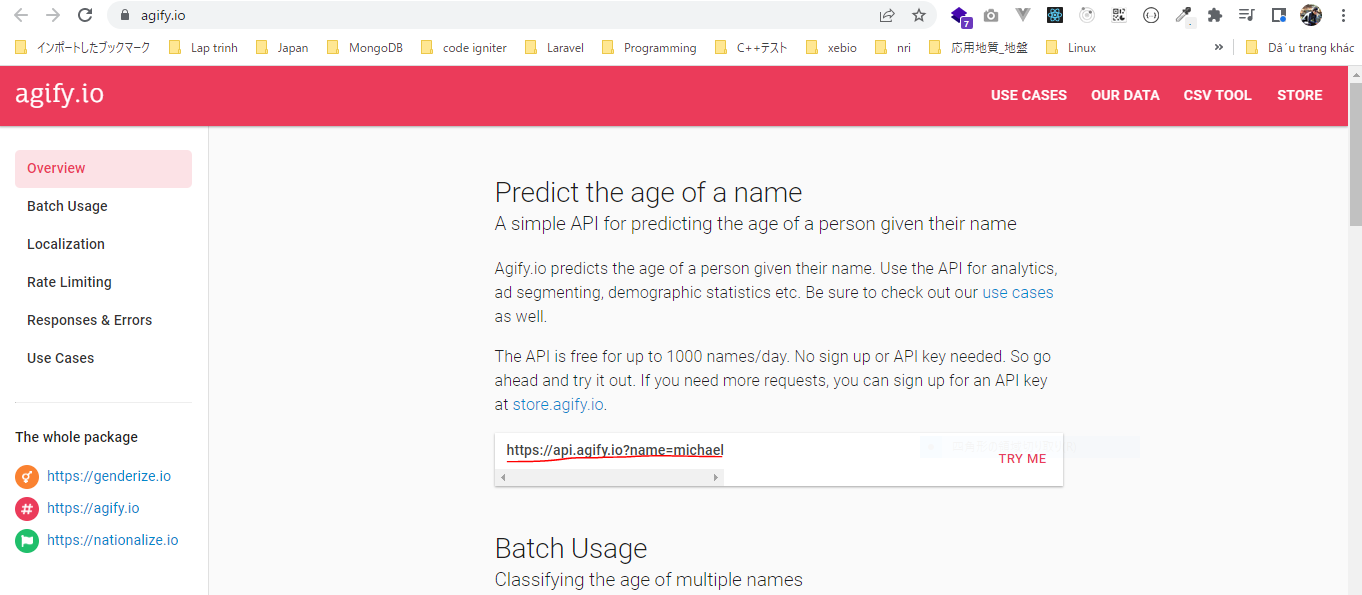 agify.io
7
インポートしたブックマーク
Lap trinh
Japan
MongoDB
code igniter
Laravel
Programming
C++テスト
xebio
nri
応用地質_地盤
Linux
»
Dấu trang khác
agify.io
USE CASES
OUR DATA
CSV TOOL
STORE
Overview
Batch Usage
Localization
Rate Limiting
Responses & Errors
Use Cases
The whole package
https://genderize.io
https://agify.io
https://nationalize.io
Predict the age of a name
A simple API for predicting the age of a person given their name
Agify.io predicts the age of a person given their name. Use the API for analytics,
ad segmenting, demographic statistics etc. Be sure to check out our use cases
as well.
The API is free for up to 1000 names/day. No sign up or API key needed. So go
ahead and try it out. If you need more requests, you can sign up for an API key
at store.agify.io.
https://api.agify.io?name=michael
TRY ME
Batch Usage
Classifying the age of multiple names